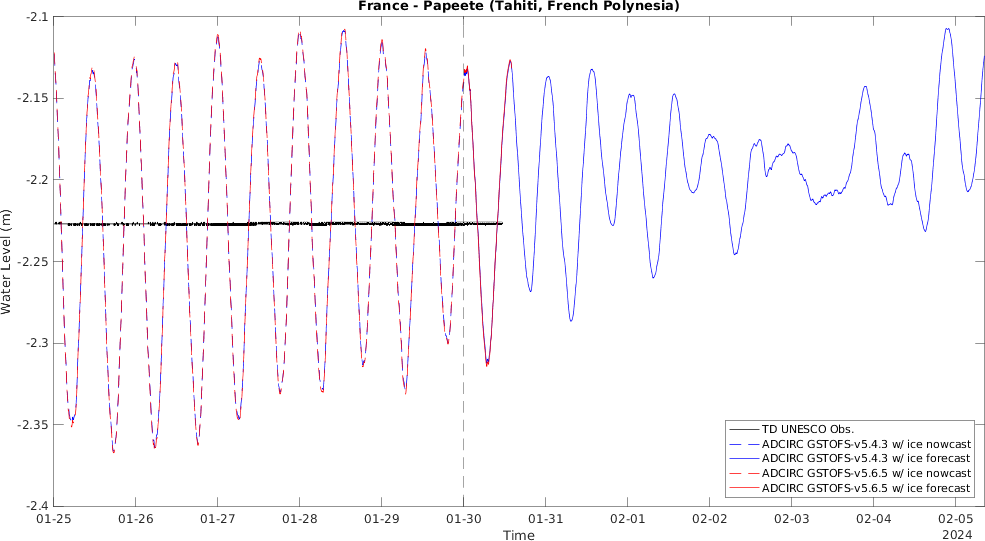 France - Papeete (Tahiti, French Polynesia)
-2.1
-2.15
-2.2
-2.25
-2.3
-2.35
-2.4
Water Level (m)
01-25
01-26
01-27
01-28
01-29
01-30
01-31
02-01
02-02
02-03
02-04
02-05
2024
Time
TD UNESCO Obs.
ADCIRC GSTOFS-v5.4.3 w/ ice nowcast
ADCIRC GSTOFS-v5.4.3 w/ ice forecast
ADCIRC GSTOFS-v5.6.5 w/ ice nowcast
ADCIRC GSTOFS-v5.6.5 w/ ice forecast